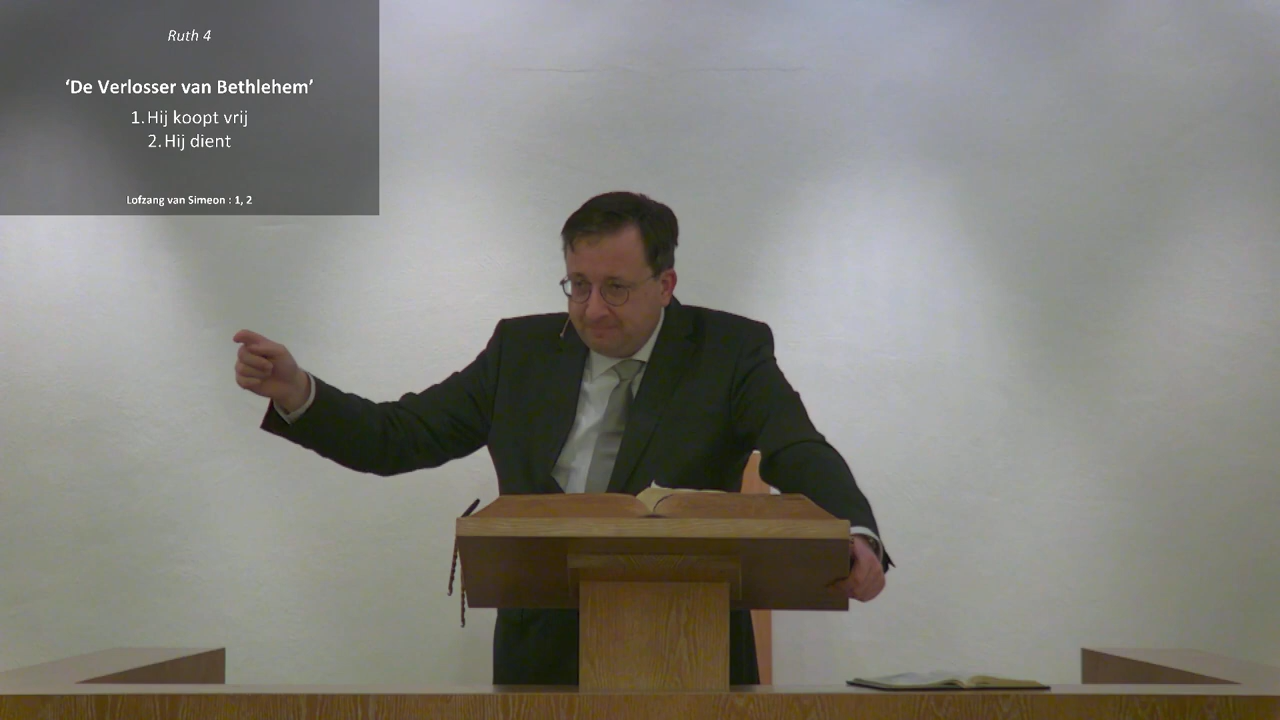 Ruth 4
‘De Verlosser van Bethlehem’
1. Hij koopt vrij
2. Hij dient
Lofzang van Simeon : 1, 2